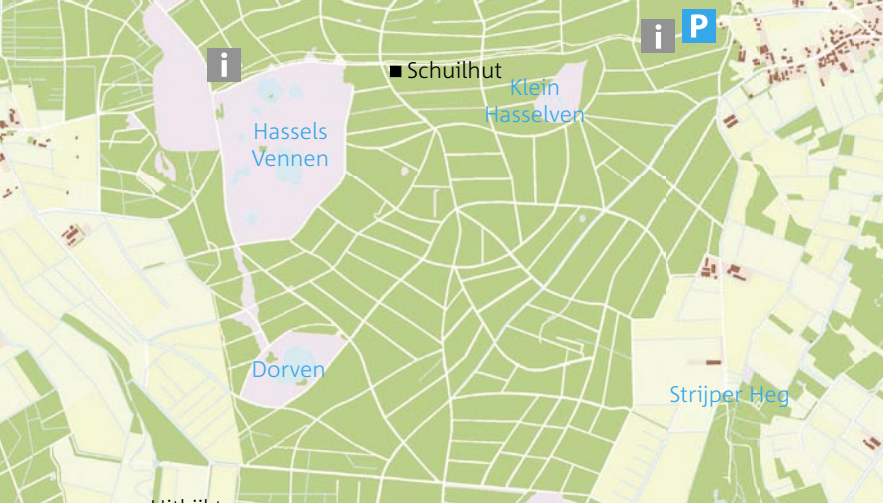 i
P
i
Schuilhut
Klein
Hasselven
Hassels
Vennen
Dorven
Strijper Heg